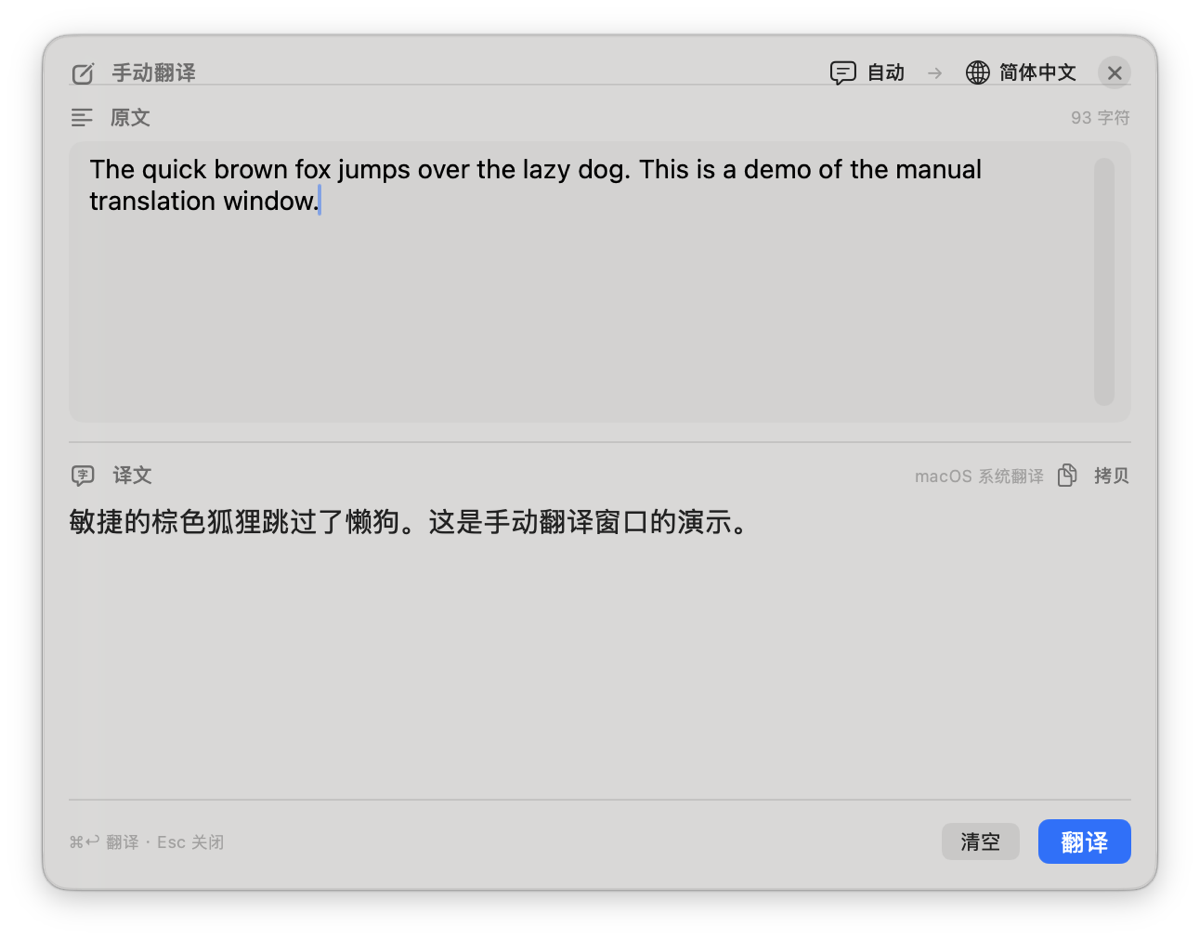 手动翻译 自动 → 简体中文
原文 93 字符
The quick brown fox jumps over the lazy dog. This is a demo of the manual
translation window.
字 译文 macOS 系统翻译 拷贝
敏捷的棕色狐狸跳过了懒狗。这是手动翻译窗口的演示。
⌘↩ 翻译 · Esc 关闭 清空 翻译